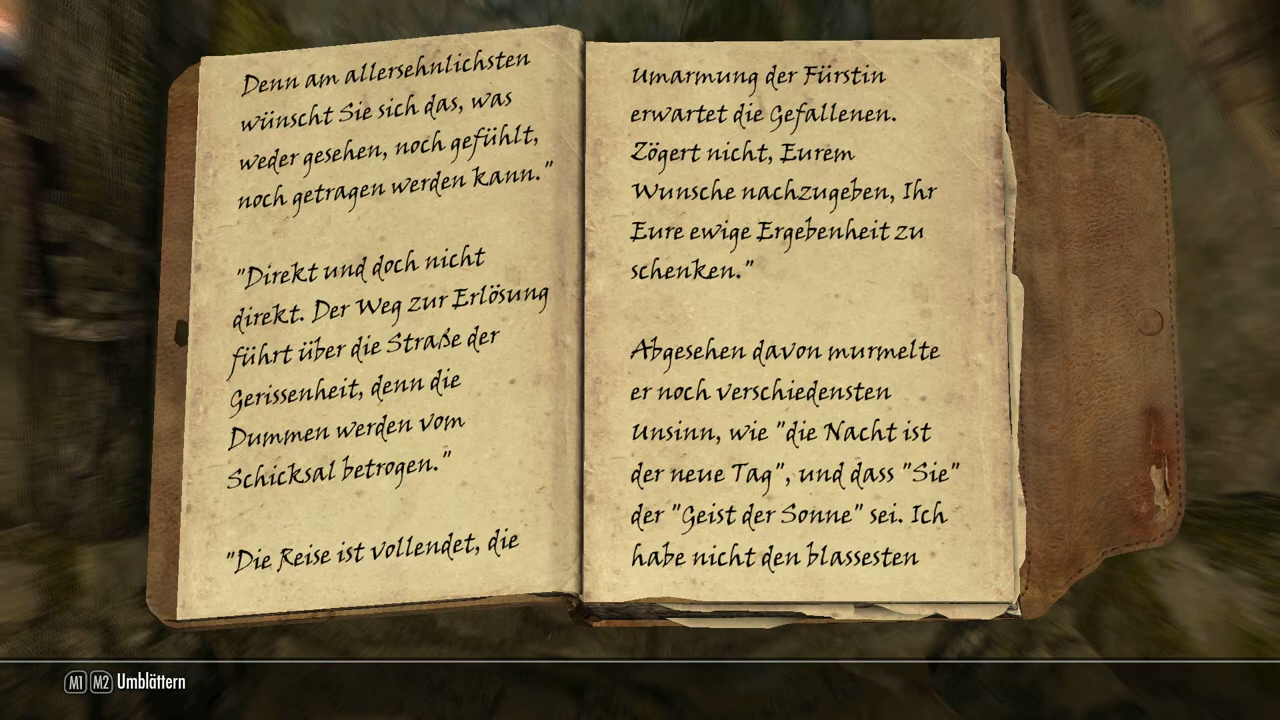 Denn am allersehnlichsten
wünscht Sie sich das, was
weder gesehen, noch gefühlt,
noch getragen werden kann."
"Direkt und doch nicht
direkt. Der Weg zur Erlösung
führt über die Straße der
Gerissenheit, denn die
Dummen werden vom
Schicksal betrogen."
"Die Reise ist vollendet, die
Umarmung der Fürstin
erwartet die Gefallenen.
Zögert nicht, Eurem
Wunsche nachzugeben, Ihr
Eure ewige Ergebenheit zu
schenken."
Abgesehen davon murmelte
er noch verschiedensten
Unsinn, wie "die Nacht ist
der neue Tag", und dass "Sie"
der "Geist der Sonne" sei. Ich
habe nicht den blassesten
M1 M2 Umblättern